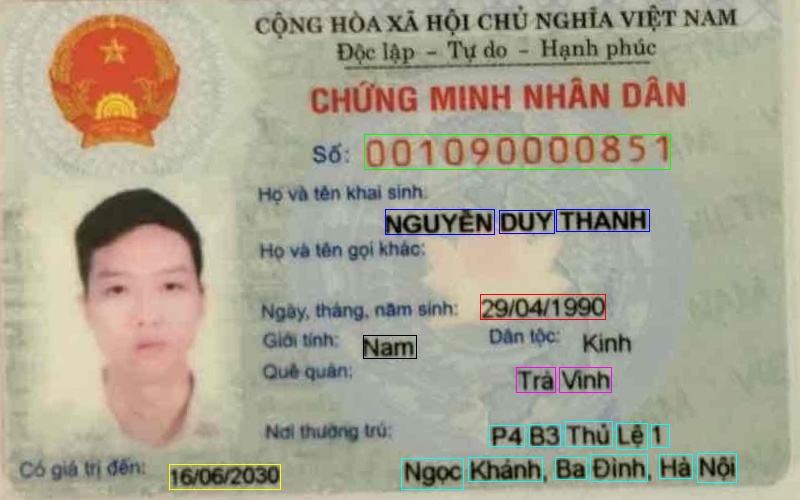 CỘNG HÒA XÃ HỘI CHỦ NGHĨA VIỆT NAM
Độc lập - Tự do - Hạnh phúc
CHỨNG MINH NHÂN DÂN
Số: 001090000851
Họ và tên khai sinh:
NGUYỄN DUY THANH
Họ và tên gọi khác:
Ngày, tháng, năm sinh: 29/04/1990
Giới tính: Nam Dân tộc: Kinh
Quê quán:
Trà Vinh
Nơi thường trú: P4 B3 Thủ Lệ 1
Có giá trị đến: 16/06/2030 Ngọc Khánh, Ba Đình, Hà Nội